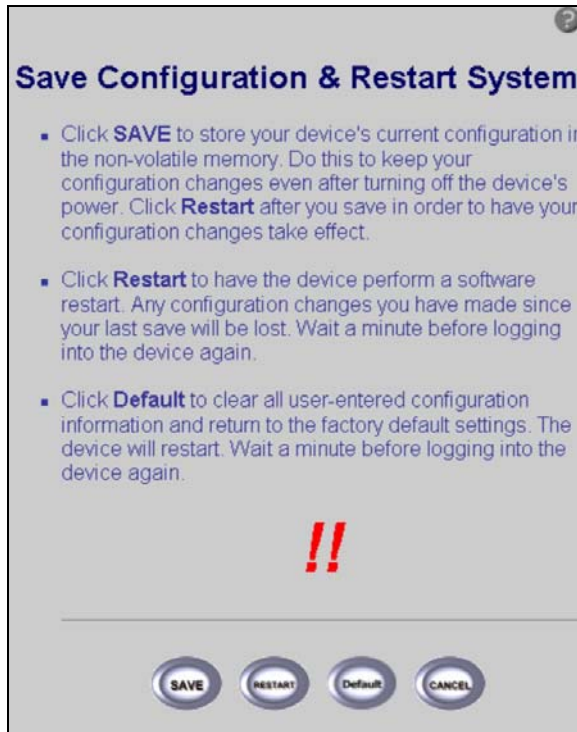 ?
Save Configuration & Restart System
▪ Click SAVE to store your device's current configuration in
the non-volatile memory. Do this to keep your
configuration changes even after turning off the device's
power. Click Restart after you save in order to have your
configuration changes take effect.
▪ Click Restart to have the device perform a software
restart. Any configuration changes you have made since
your last save will be lost. Wait a minute before logging
into the device again.
▪ Click Default to clear all user-entered configuration
information and return to the factory default settings. The
device will restart. Wait a minute before logging into the
device again.
!!
SAVE RESTART Default CANCEL